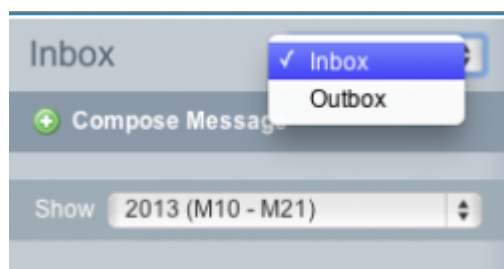 Inbox
✓ Inbox
Outbox
Compose Message
Show 2013 (M10 - M21)